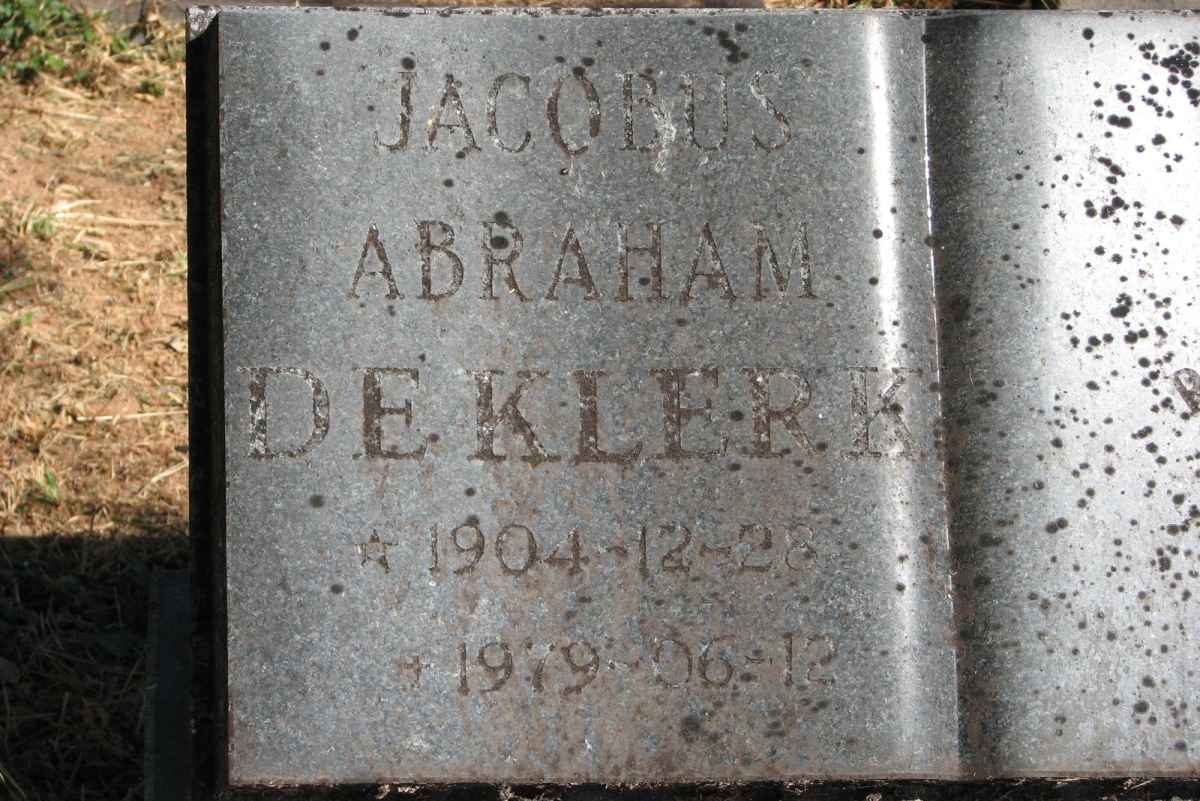 JACOBUS
ABRAHAM
DE KLERK
☆ 1904-12-28
+ 1979-06-12